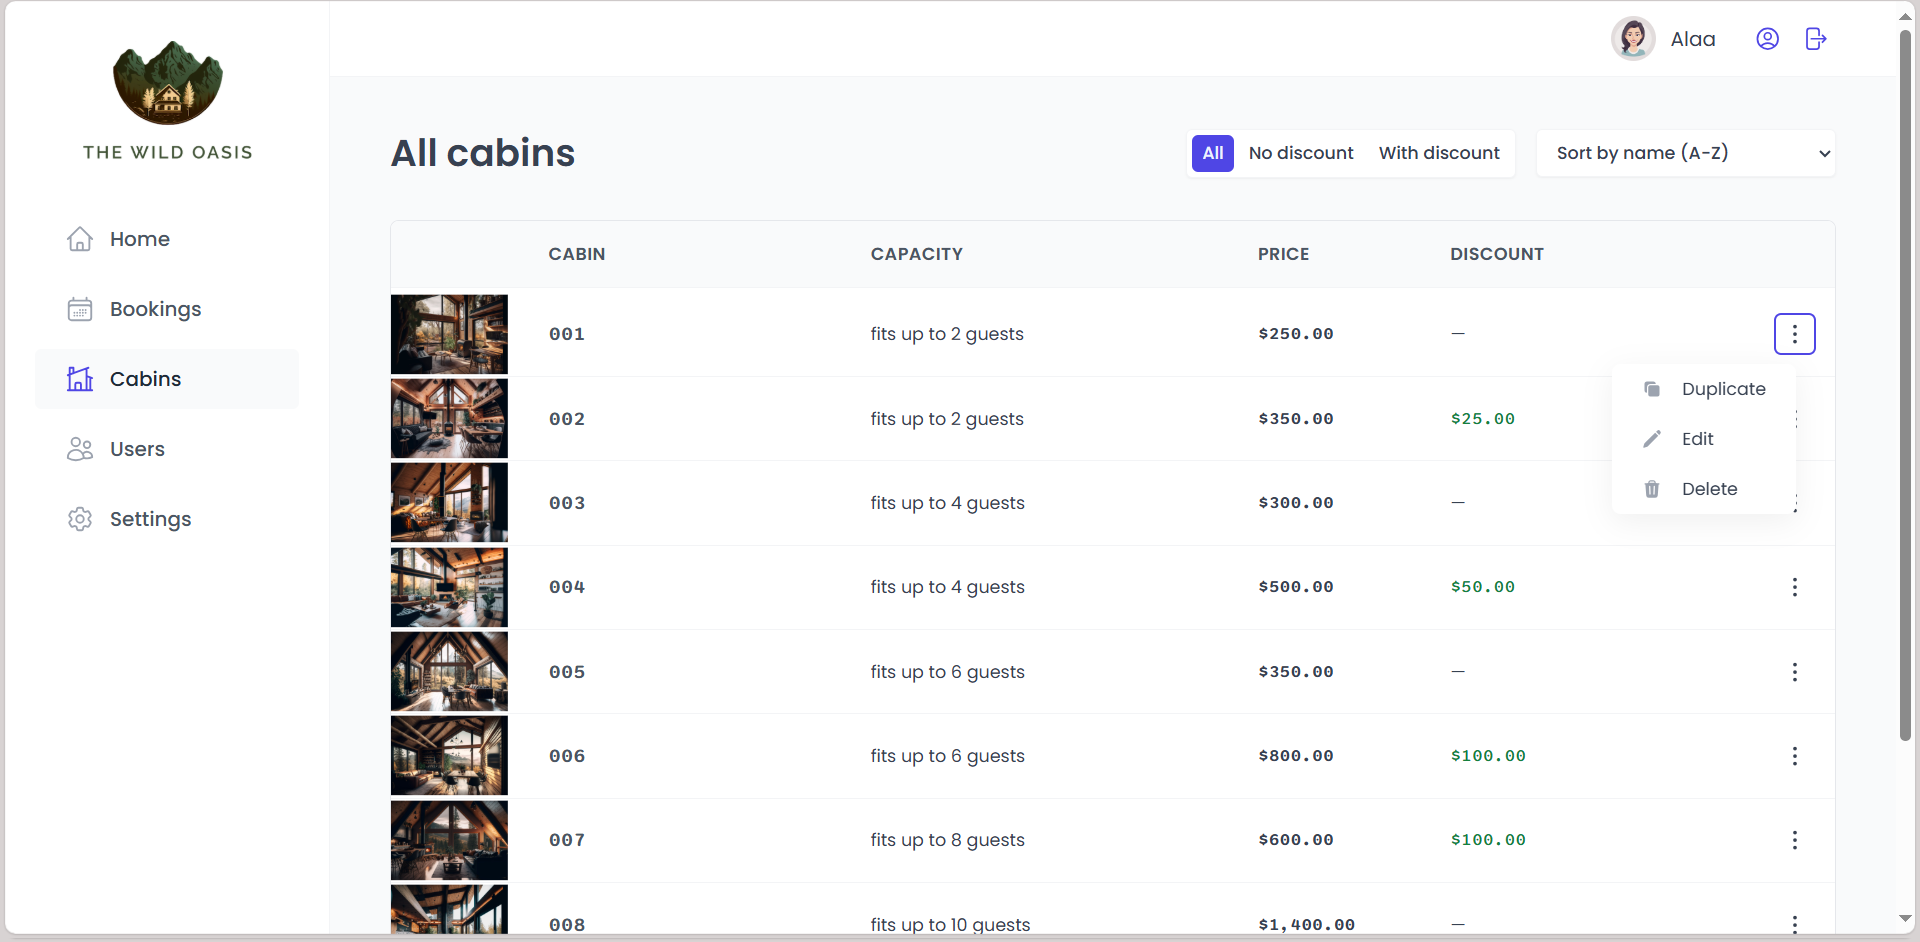 THE WILD OASIS
Home
Bookings
Cabins
Users
Settings
Alaa
All cabins
All No discount With discount
Sort by name (A-Z)
CABIN CAPACITY PRICE DISCOUNT
001 fits up to 2 guests $250.00 —
Duplicate
Edit
Delete
002 fits up to 2 guests $350.00 $25.00
003 fits up to 4 guests $300.00 —
004 fits up to 4 guests $500.00 $50.00
005 fits up to 6 guests $350.00 —
006 fits up to 6 guests $800.00 $100.00
007 fits up to 8 guests $600.00 $100.00
008 fits up to 10 guests $1,400.00 —